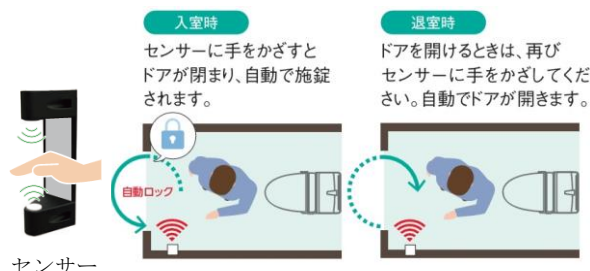 入室時
センサーに手をかざすと
ドアが閉まり、自動で施錠
されます。
自動ロック
退室時
ドアを開けるときは、再び
センサーに手をかざしてくだ
さい。自動でドアが開きます。
センサー